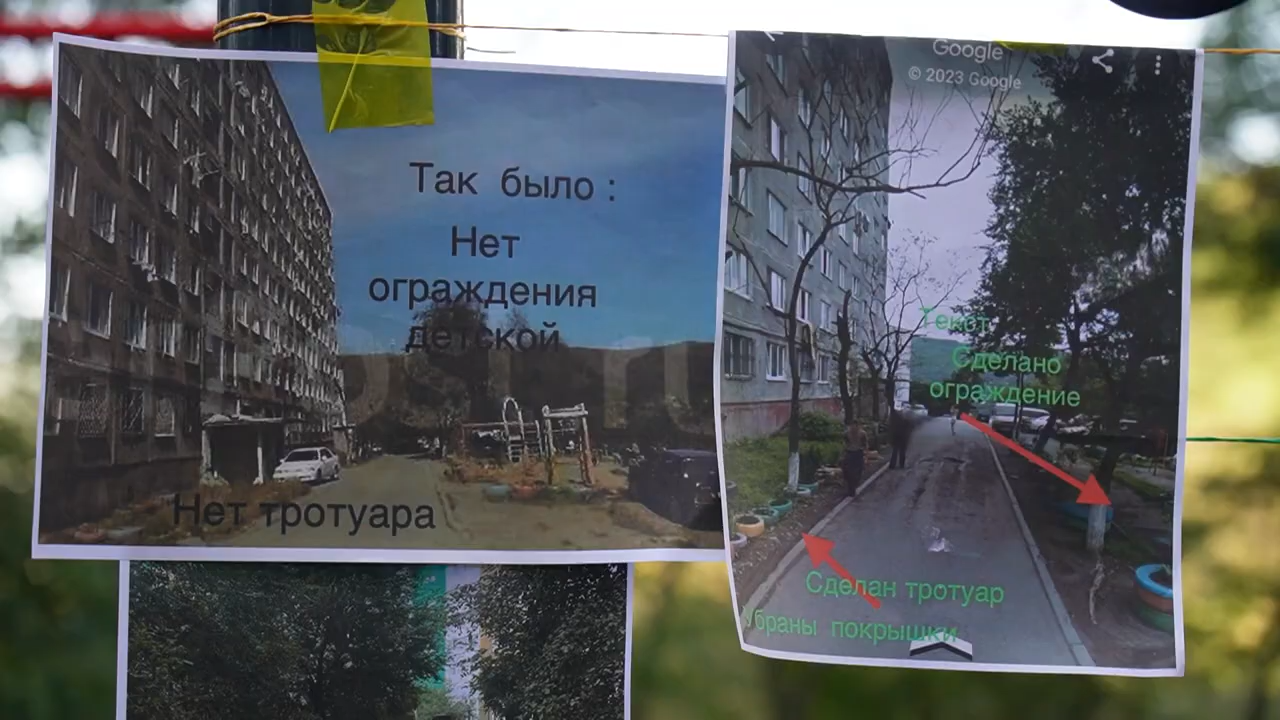 Так было :
Нет
ограждения
детской
Нет тротуара
Google
© 2023 Google
Текст
Сделано
ограждение
Сделан тротуар
Убраны покрышки